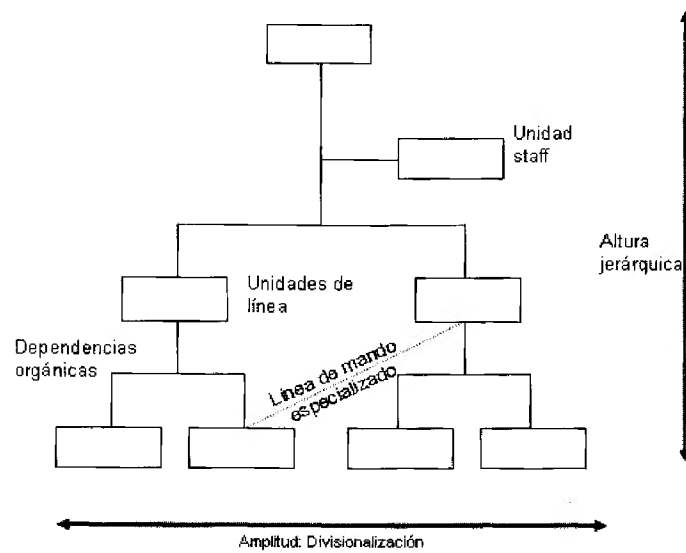 Unidad
staff
Altura
jerárquica
Unidades de
línea
Dependencias
orgánicas
Línea de mando
especializado
Amplitud: Divisionalización